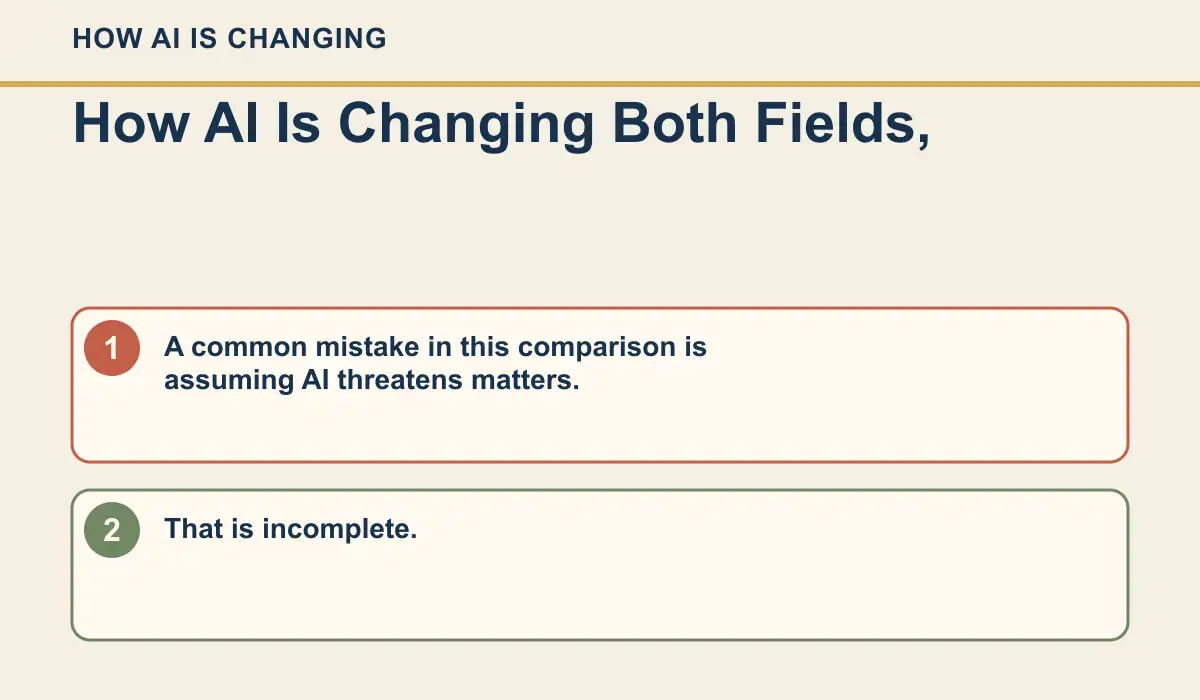 HOW AI IS CHANGING
How AI Is Changing Both Fields,
1
A common mistake in this comparison is
assuming AI threatens matters.
2
That is incomplete.